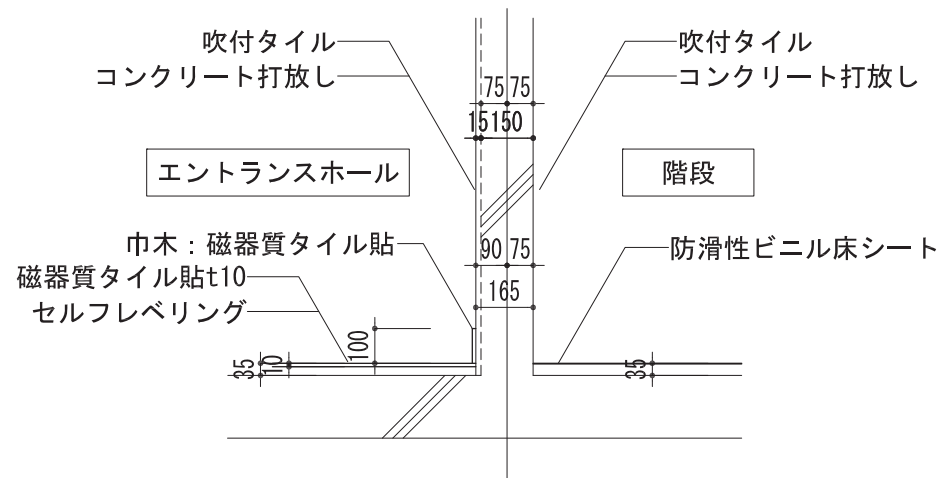 吹付タイル
コンクリート打放し
吹付タイル
コンクリート打放し
75 75
15150
エントランスホール
階段
巾木：磁器質タイル貼
磁器質タイル貼t10
セルフレベリング
90 75
165
防滑性ビニル床シート
100
35
10
35